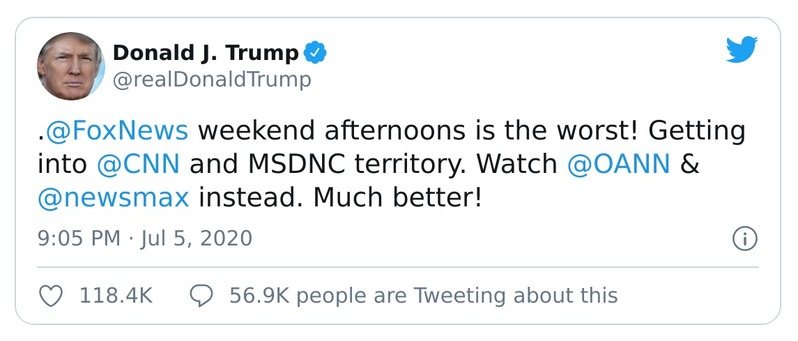 Donald J. Trump
@realDonaldTrump
.@FoxNews weekend afternoons is the worst! Getting
into @CNN and MSDNC territory. Watch @OANN &
@newsmax instead. Much better!
9:05 PM · Jul 5, 2020
118.4K 56.9K people are Tweeting about this